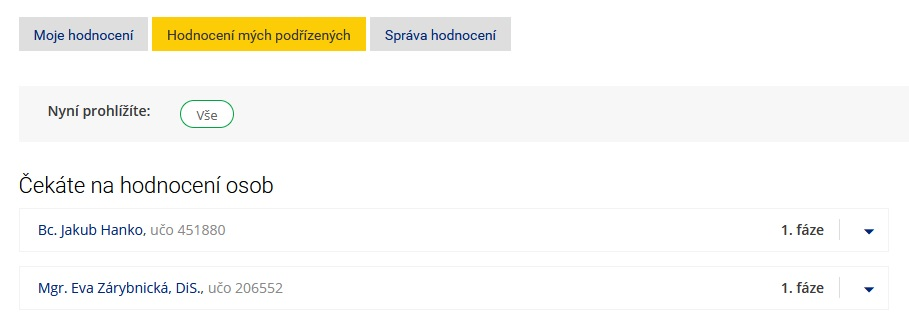 Moje hodnocení Hodnocení mých podřízených Správa hodnocení
Nyní prohlížíte: Vše
Čekáte na hodnocení osob
Bc. Jakub Hanko, učo 451880 1. fáze
Mgr. Eva Zárybnická, DiS., učo 206552 1. fáze